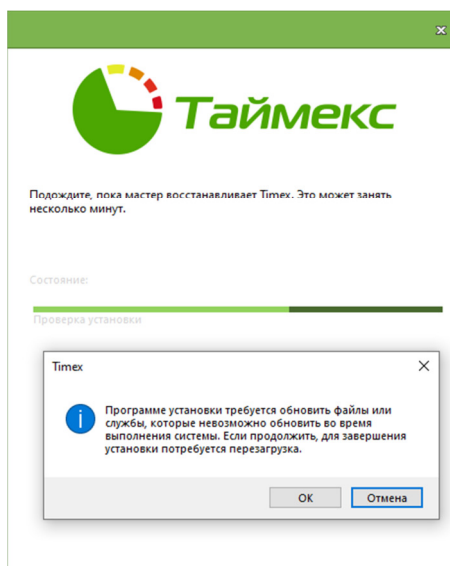 Таймекс
Подождите, пока мастер восстанавливает Timex. Это может занять
несколько минут.
Состояние:
Проверка установки
Timex
Программе установки требуется обновить файлы или
службы, которые невозможно обновить во время
выполнения системы. Если продолжить, для завершения
установки потребуется перезагрузка.
ОК
Отмена